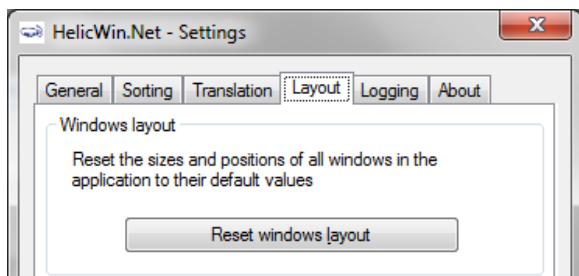 HelicWin.Net - Settings
General Sorting Translation Layout Logging About
Windows layout
Reset the sizes and positions of all windows in the
application to their default values
Reset windows layout